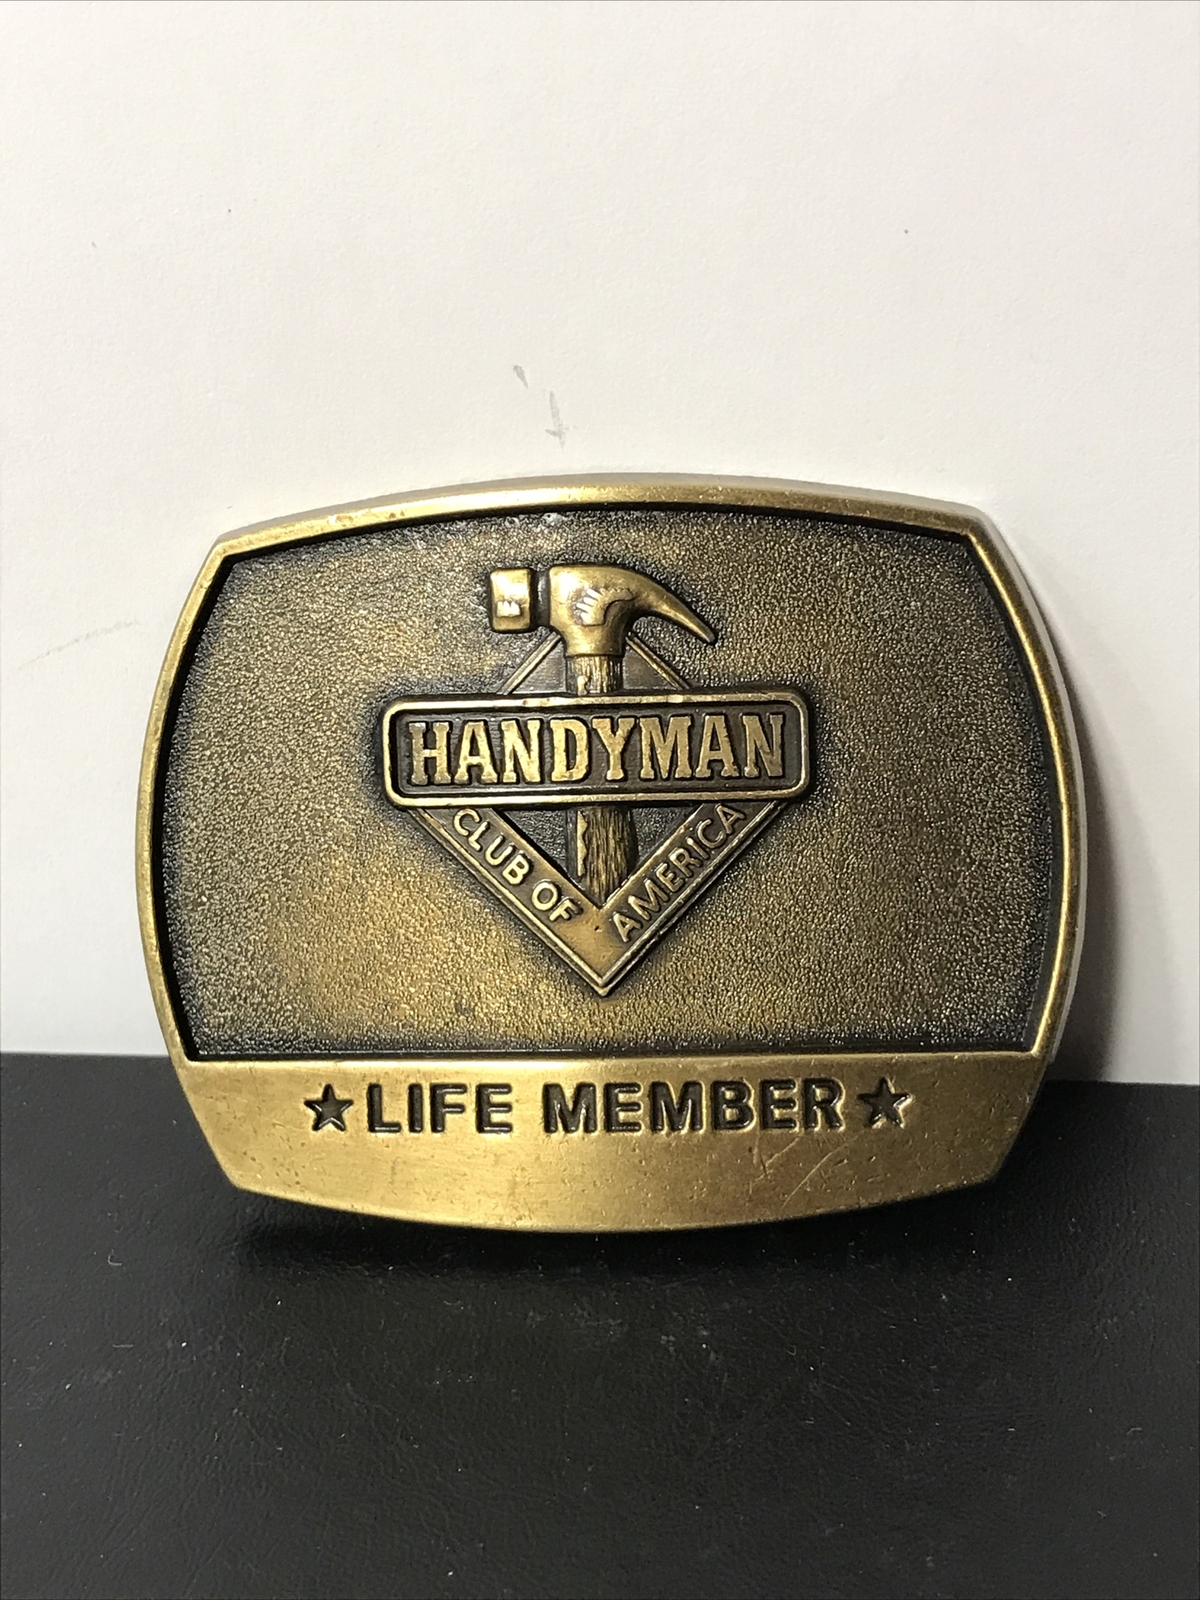 HANDYMAN
CLUB OF AMERICA
★LIFE MEMBER★